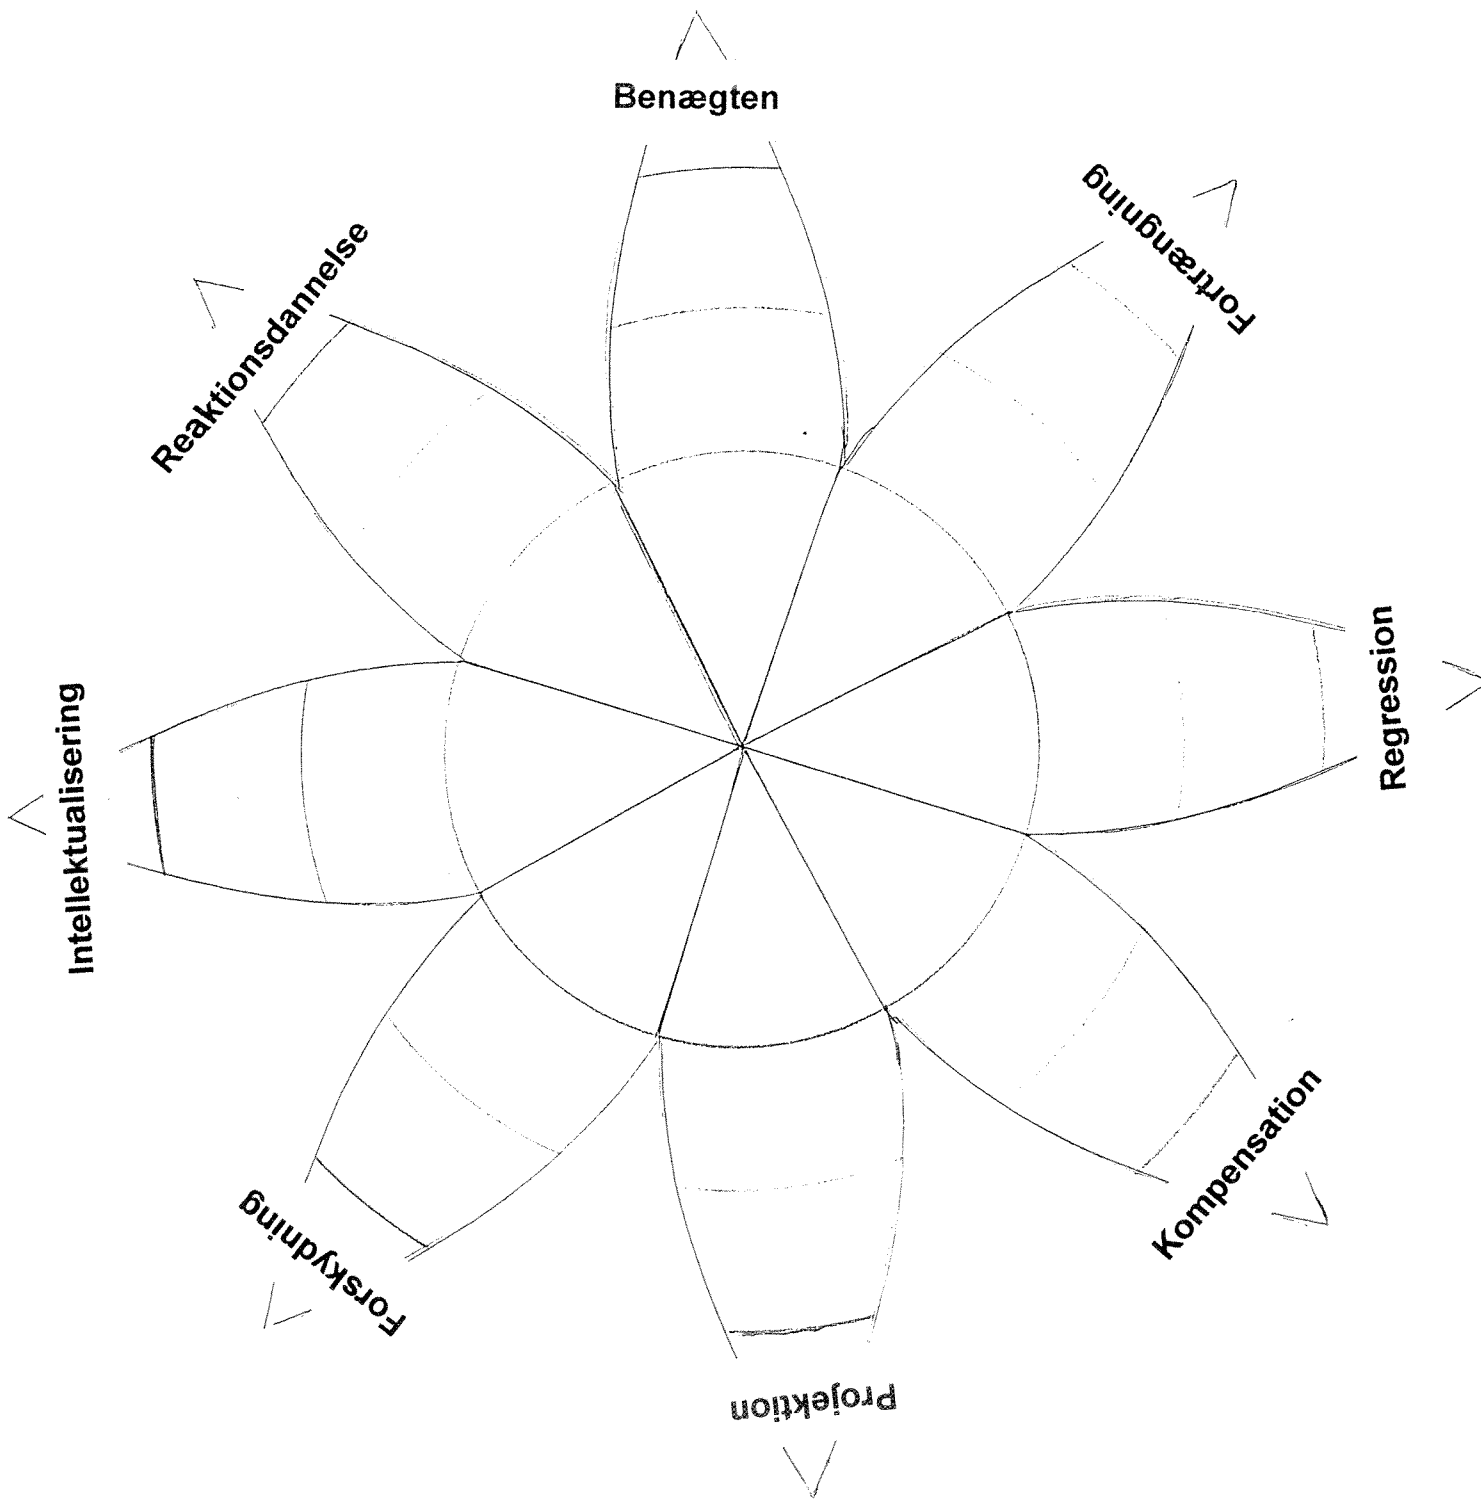 Benægten
Fortrængning
Regression
Kompensation
Projektion
Forskydning
Intellektualisering
Reaktionsdannelse